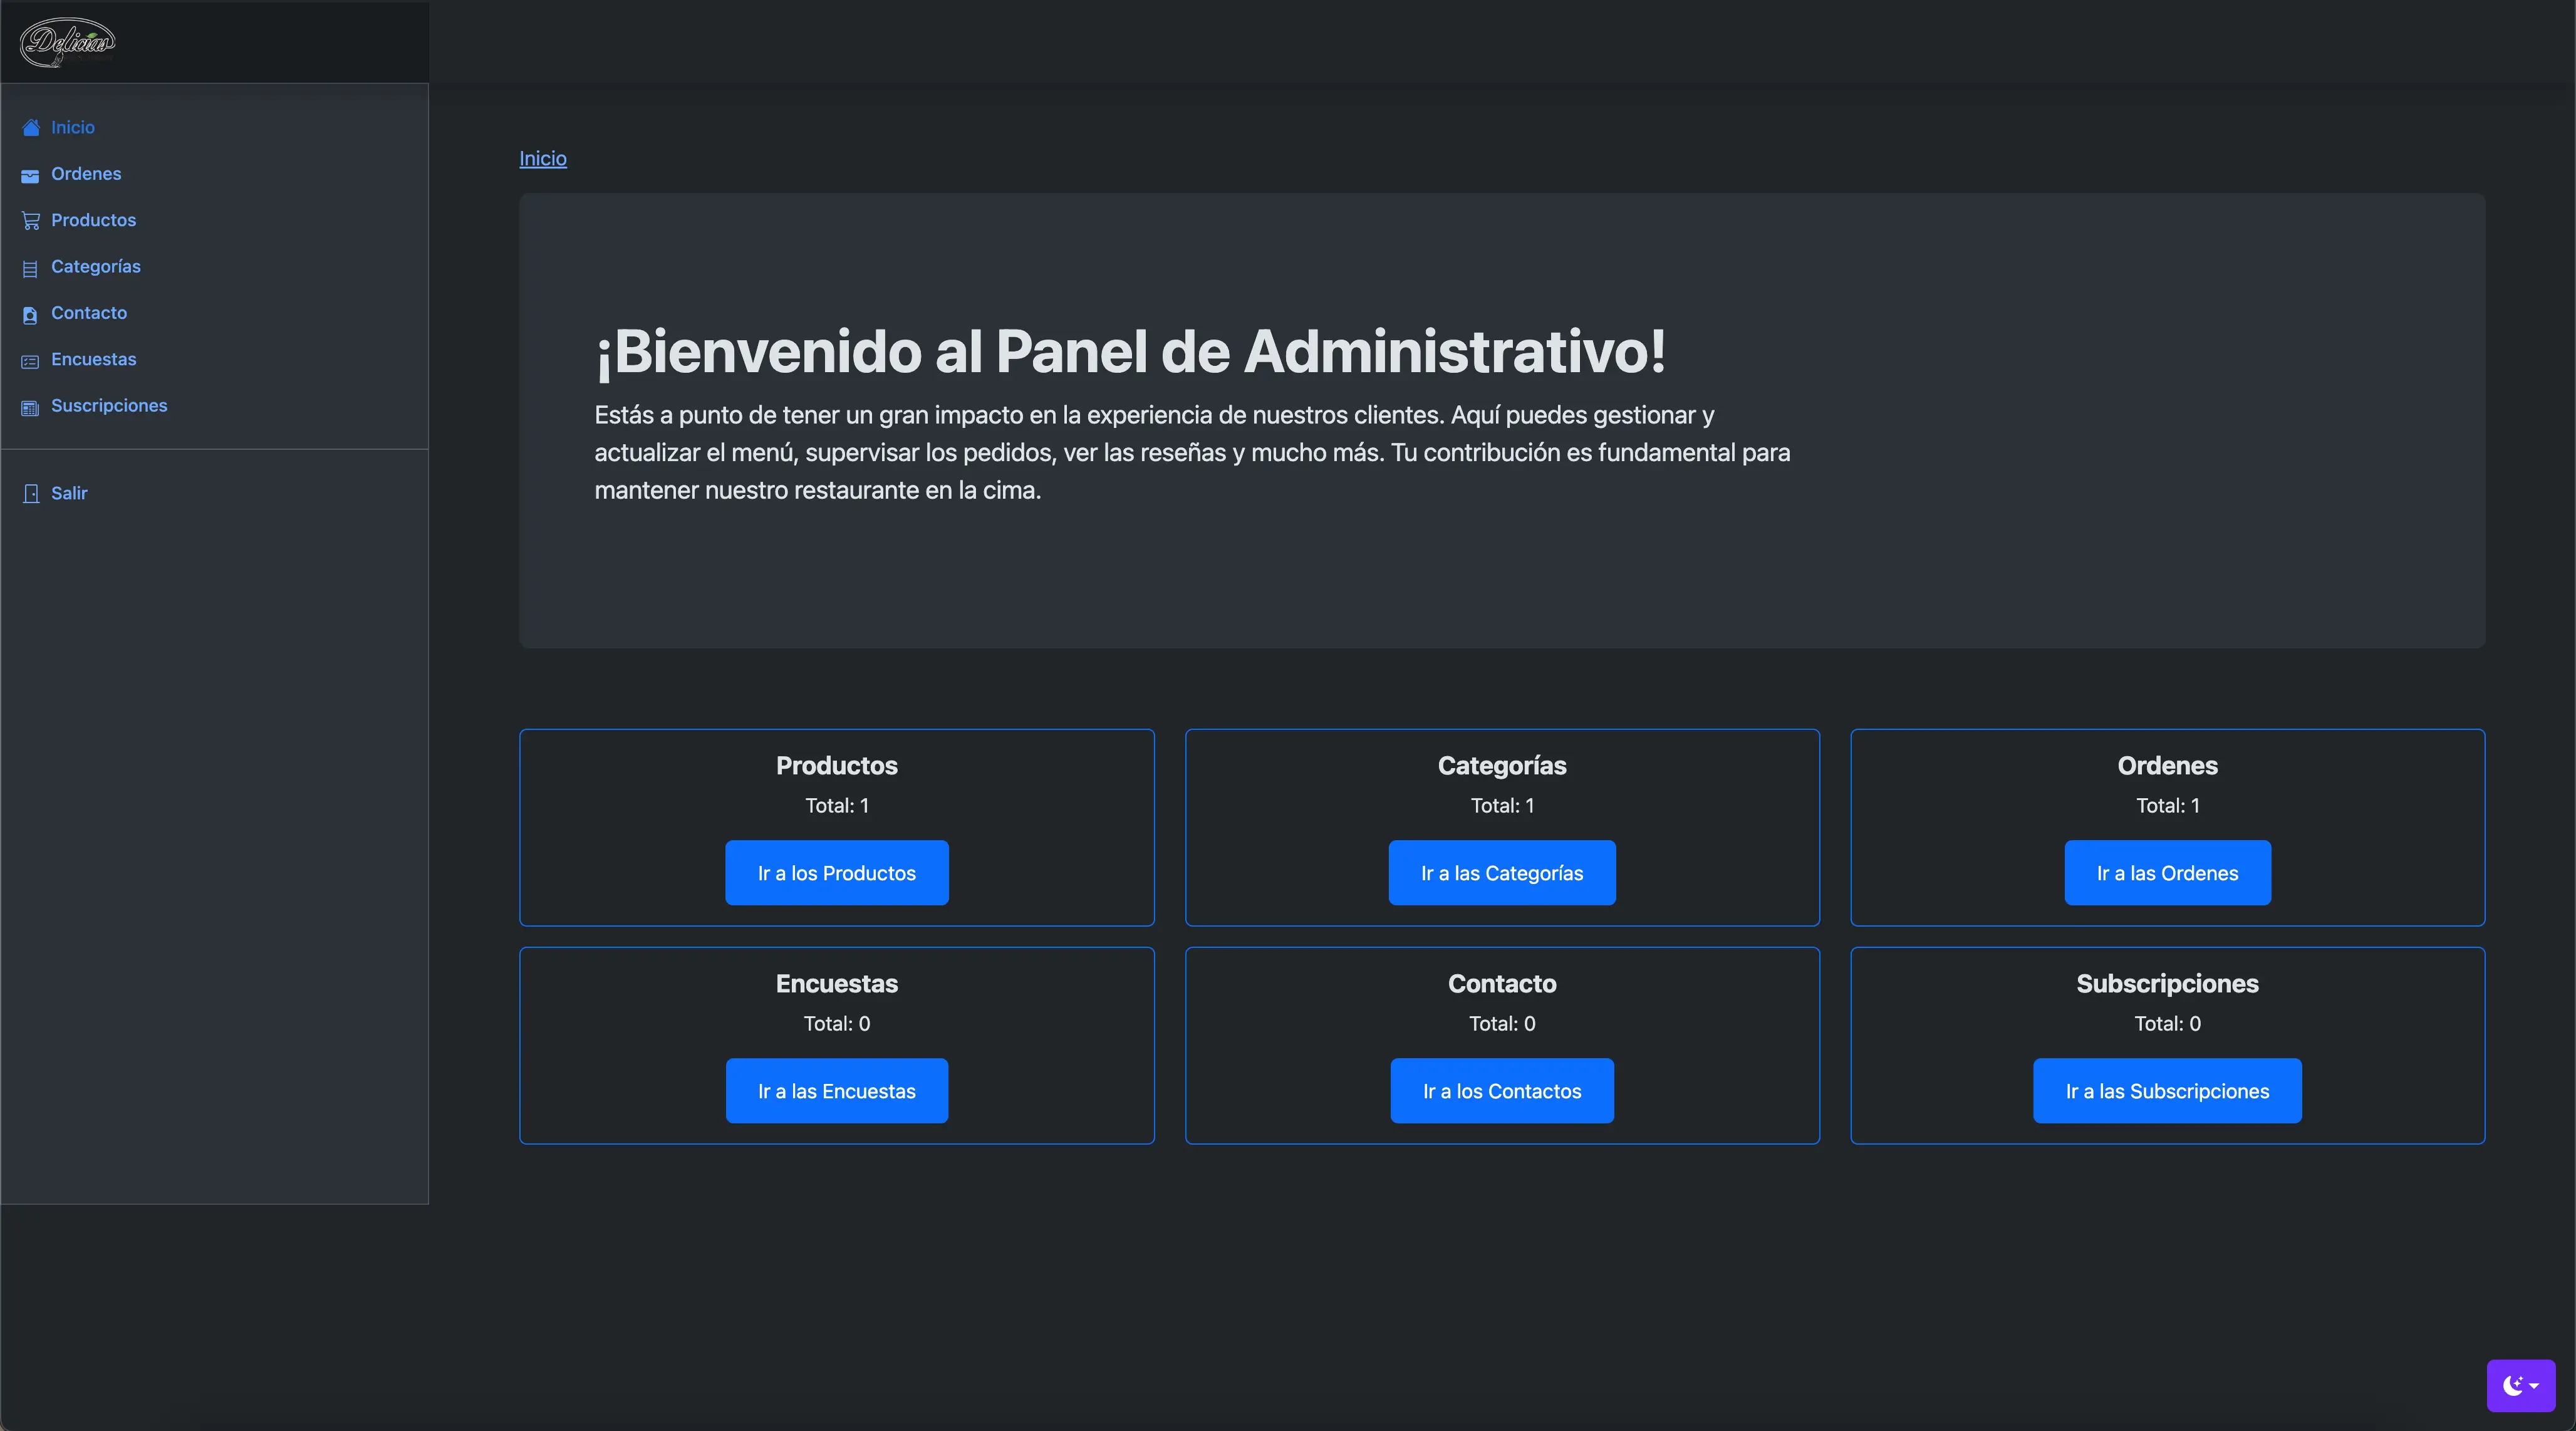 Delicias
Inicio
Ordenes
Productos
Categorías
Contacto
Encuestas
Suscripciones
Salir
Inicio
¡Bienvenido al Panel de Administrativo!
Estás a punto de tener un gran impacto en la experiencia de nuestros clientes. Aquí puedes gestionar y
actualizar el menú, supervisar los pedidos, ver las reseñas y mucho más. Tu contribución es fundamental para
mantener nuestro restaurante en la cima.
Productos
Total: 1
Ir a los Productos
Categorías
Total: 1
Ir a las Categorías
Ordenes
Total: 1
Ir a las Ordenes
Encuestas
Total: 0
Ir a las Encuestas
Contacto
Total: 0
Ir a los Contactos
Subscripciones
Total: 0
Ir a las Subscripciones